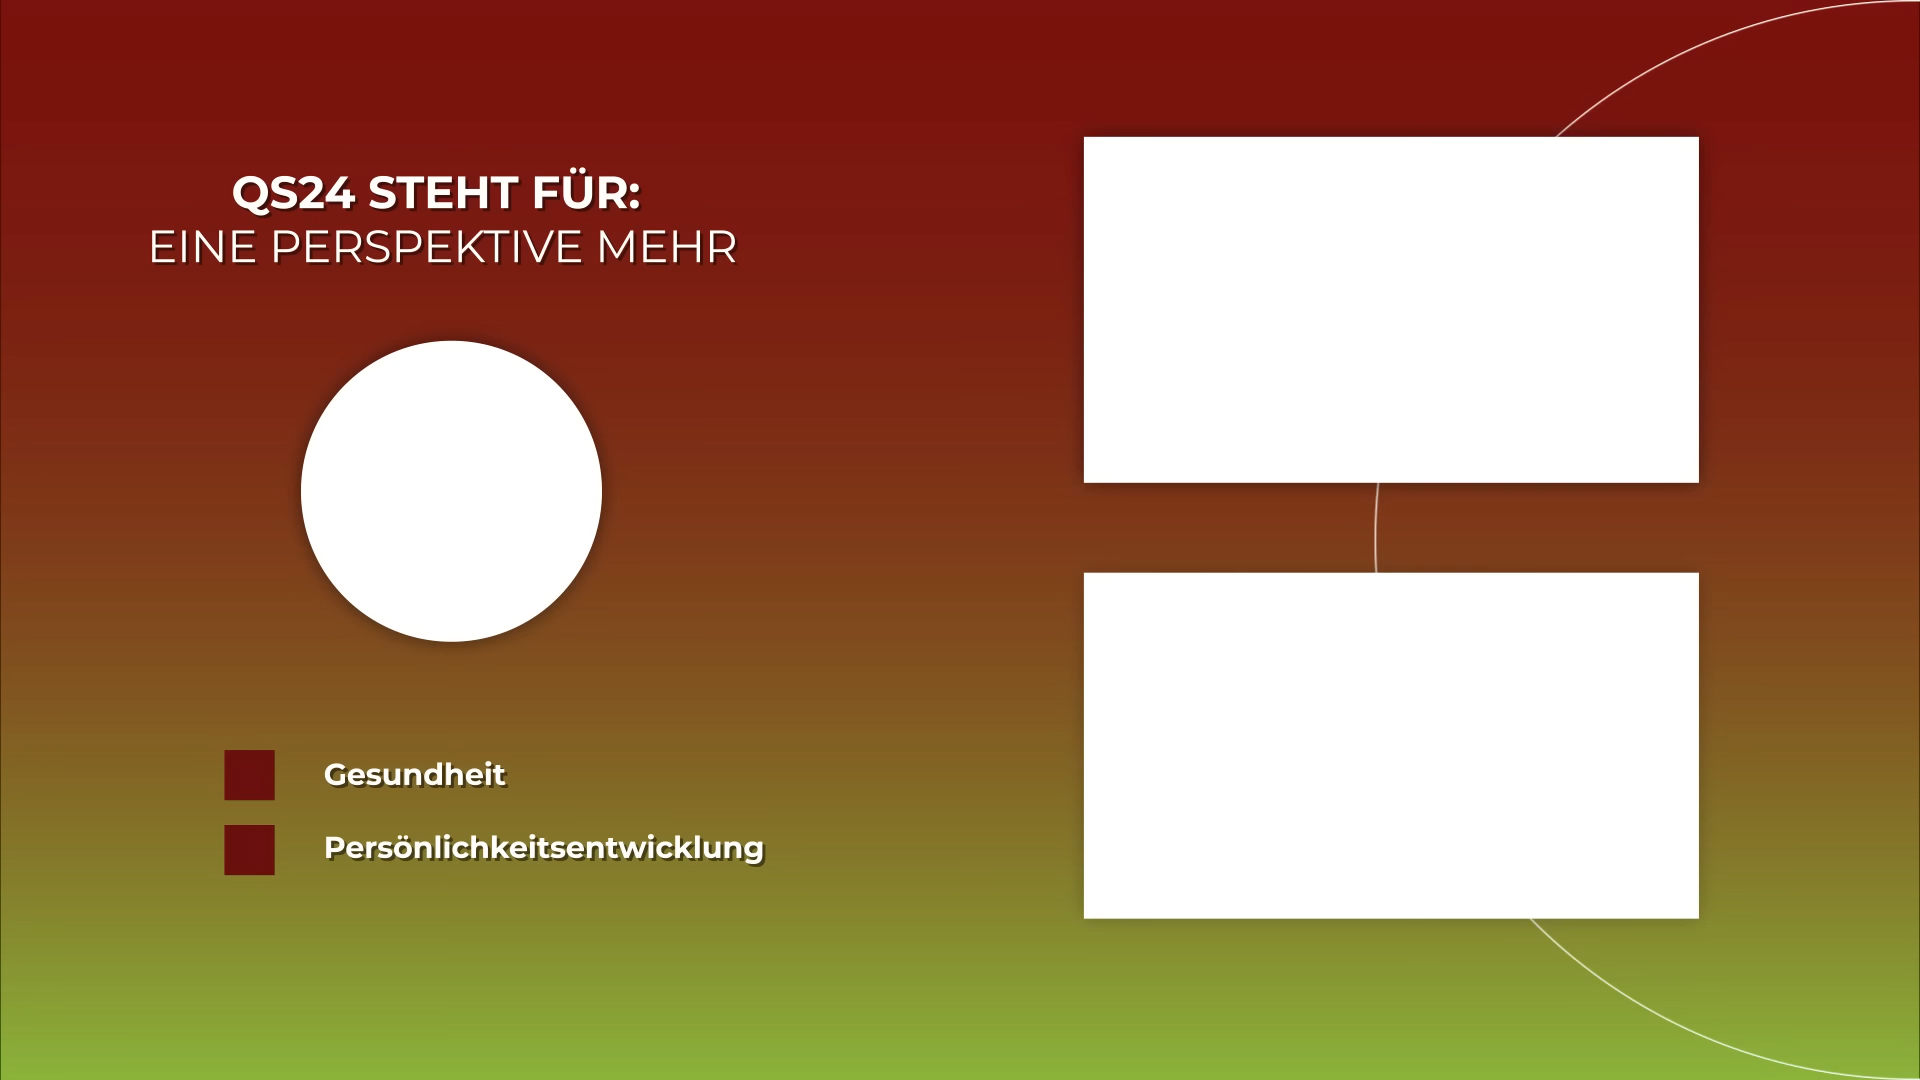 QS24 STEHT FÜR:
EINE PERSPEKTIVE MEHR
Gesundheit
Persönlichkeitsentwicklung